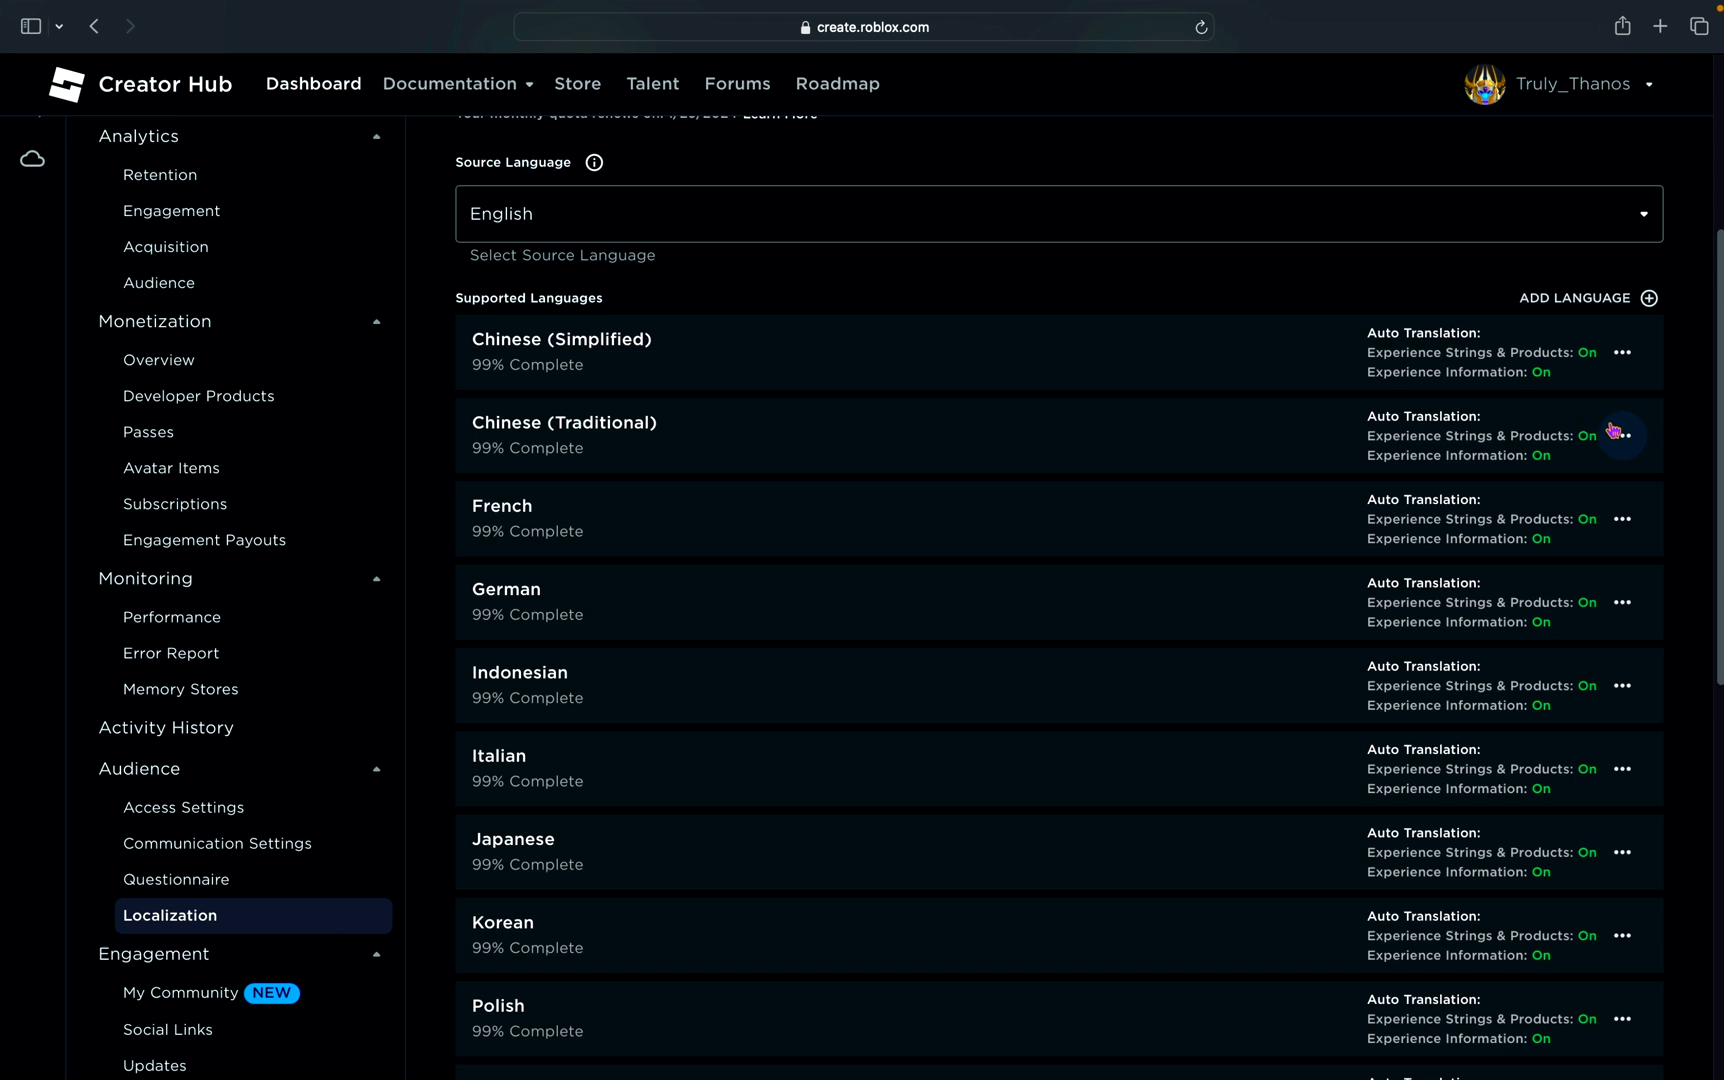 create.roblox.com
Creator Hub
Dashboard
Documentation
Store
Talent
Forums
Roadmap
Truly_Thanos
Analytics
Retention
Engagement
Acquisition
Audience
Monetization
Overview
Developer Products
Passes
Avatar Items
Subscriptions
Engagement Payouts
Monitoring
Performance
Error Report
Memory Stores
Activity History
Audience
Access Settings
Communication Settings
Questionnaire
Localization
Engagement
My Community NEW
Social Links
Updates
Learn More
Source Language
English
Select Source Language
Supported Languages
ADD LANGUAGE
Chinese (Simplified)
99% Complete
Auto Translation:
Experience Strings & Products: On
Experience Information: On
Chinese (Traditional)
99% Complete
Auto Translation:
Experience Strings & Products: On
Experience Information: On
French
99% Complete
Auto Translation:
Experience Strings & Products: On
Experience Information: On
German
99% Complete
Auto Translation:
Experience Strings & Products: On
Experience Information: On
Indonesian
99% Complete
Auto Translation:
Experience Strings & Products: On
Experience Information: On
Italian
99% Complete
Auto Translation:
Experience Strings & Products: On
Experience Information: On
Japanese
99% Complete
Auto Translation:
Experience Strings & Products: On
Experience Information: On
Korean
99% Complete
Auto Translation:
Experience Strings & Products: On
Experience Information: On
Polish
99% Complete
Auto Translation:
Experience Strings & Products: On
Experience Information: On